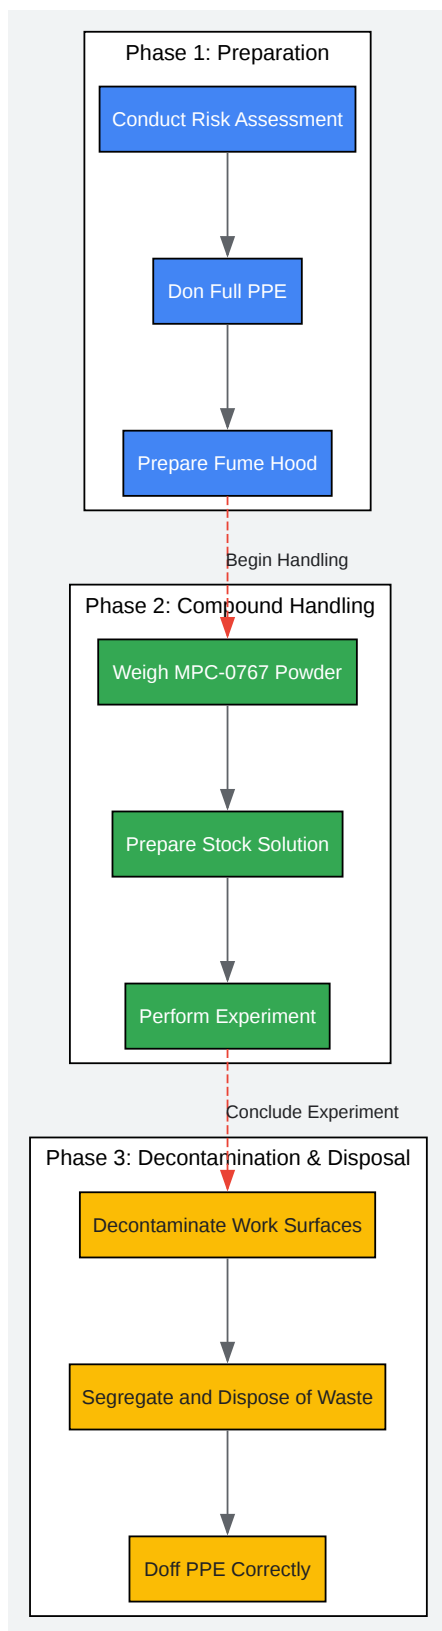 Phase 1: Preparation
Conduct Risk Assessment
Don Full PPE
Prepare Fume Hood
Begin Handling
Phase 2: Compound Handling
Weigh MPC-0767 Powder
Prepare Stock Solution
Perform Experiment
Conclude Experiment
Phase 3: Decontamination & Disposal
Decontaminate Work Surfaces
Segregate and Dispose of Waste
Doff PPE Correctly